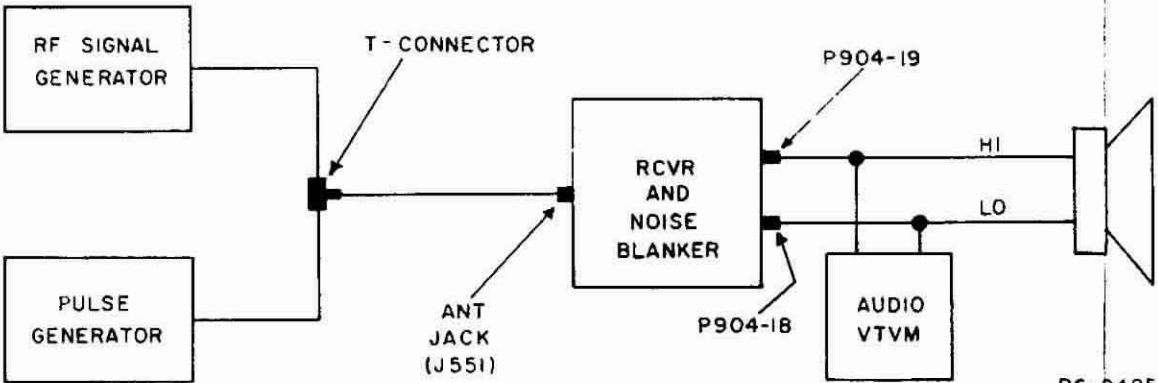 RF SIGNAL
GENERATOR
T-CONNECTOR
P904-19
HI
RCVR
AND
NOISE
BLANKER
LO
PULSE
GENERATOR
ANT
JACK
(J551)
P904-18
AUDIO
VTVM